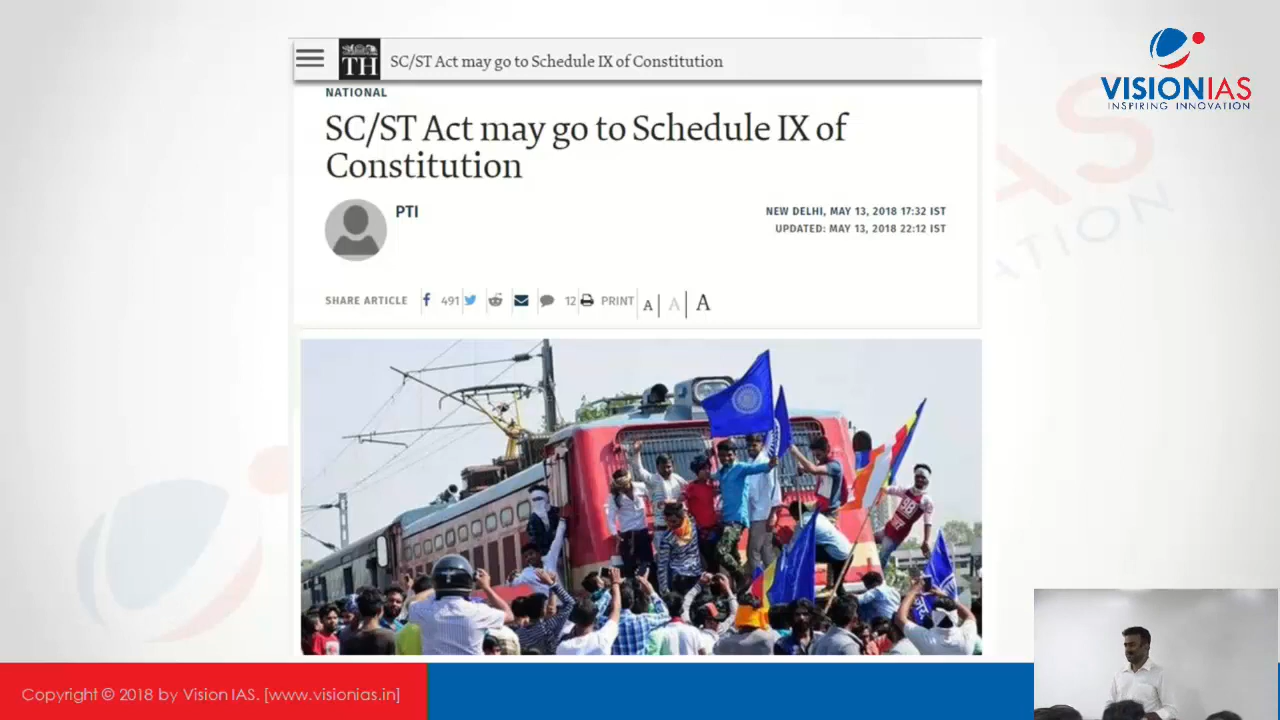 TH SC/ST Act may go to Schedule IX of Constitution
VISIONIAS
INSPIRING INNOVATION
NATIONAL
SC/ST Act may go to Schedule IX of
Constitution
PTI
NEW DELHI, MAY 13, 2018 17:32 IST
UPDATED: MAY 13, 2018 22:12 IST
SHARE ARTICLE 491 12 PRINT A A A
Copyright © 2018 by Vision IAS. [www.visionias.in]